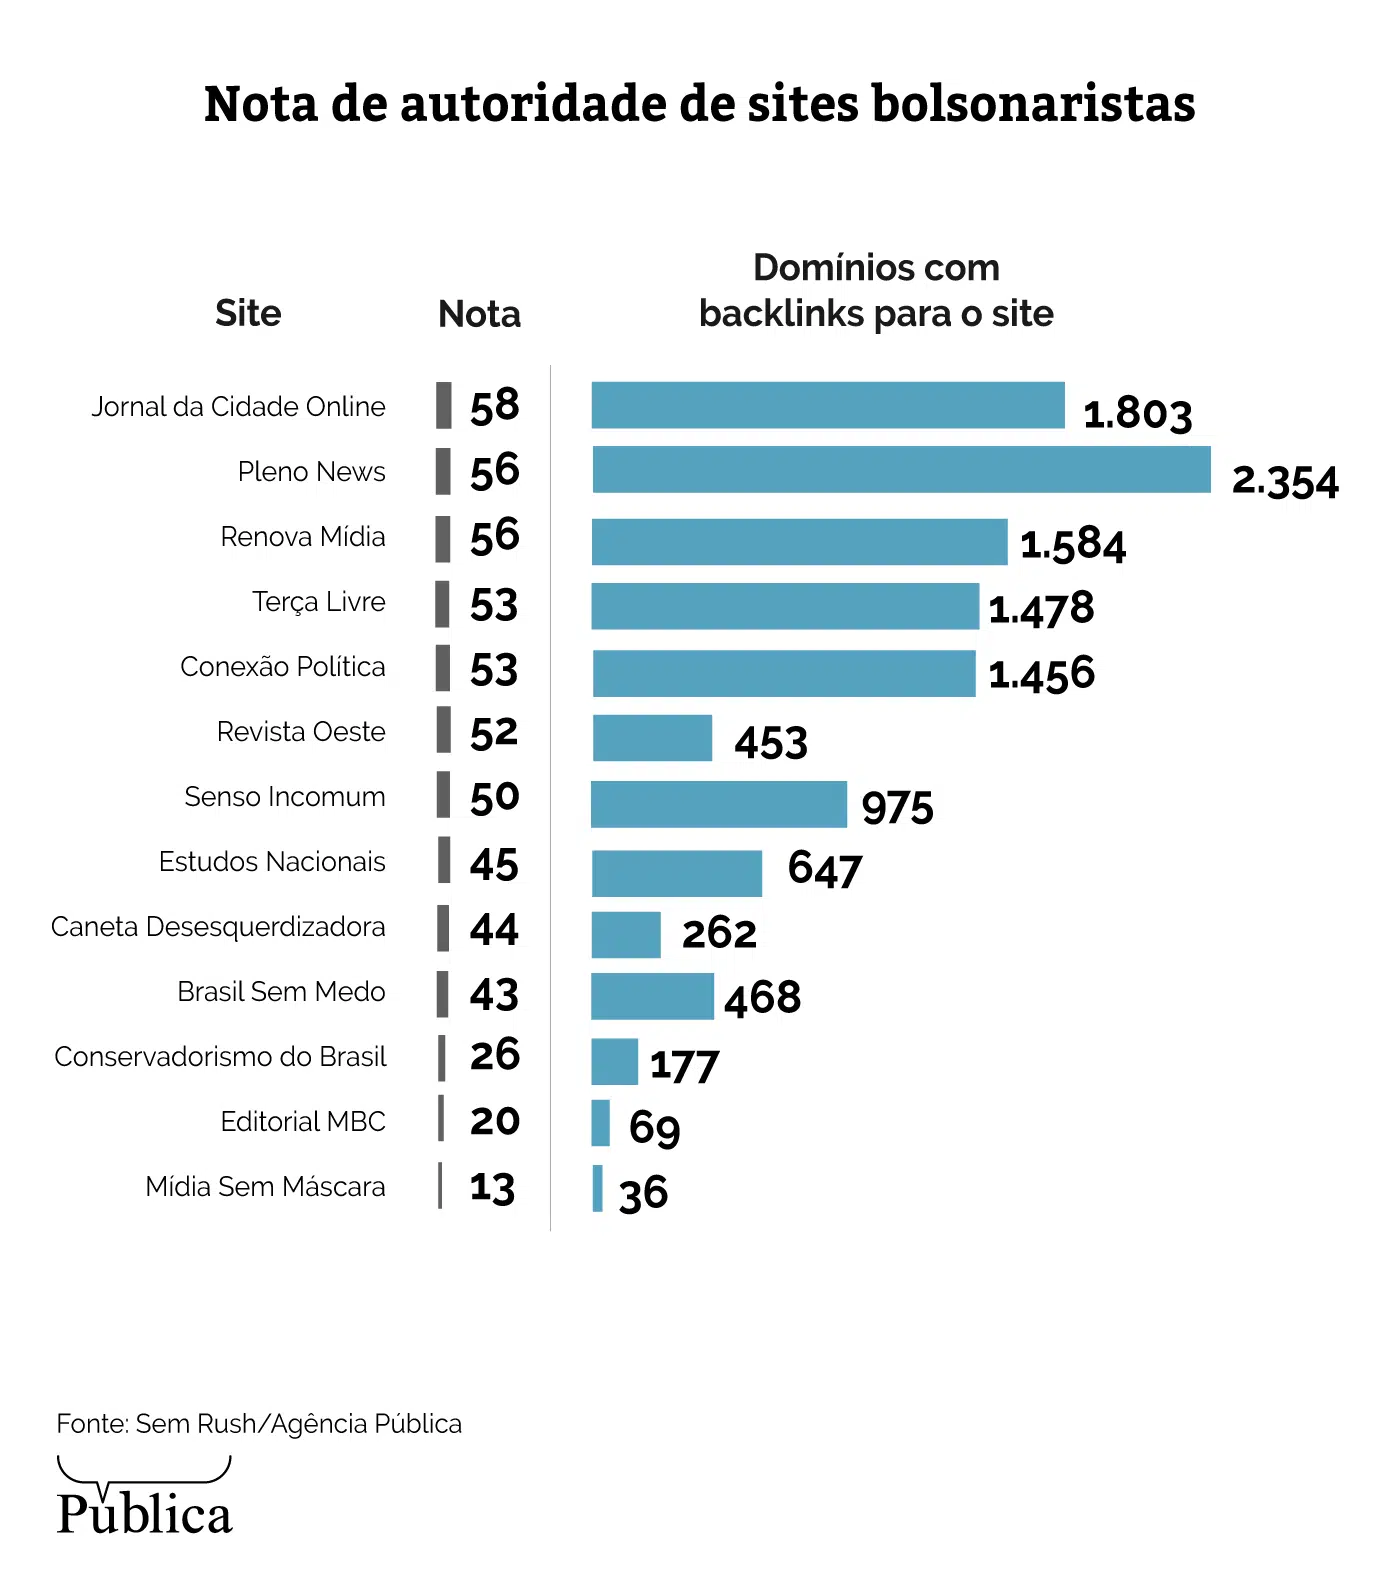 Nota de autoridade de sites bolsonaristas
Domínios com
backlinks para o site
Site Nota
Jornal da Cidade Online 58 1.803
Pleno News 56 2.354
Renova Mídia 56 1.584
Terça Livre 53 1.478
Conexão Política 53 1.456
Revista Oeste 52 453
Senso Incomum 50 975
Estudos Nacionais 45 647
Caneta Desesquerdizadora 44 262
Brasil Sem Medo 43 468
Conservadorismo do Brasil 26 177
Editorial MBC 20 69
Mídia Sem Máscara 13 36
Fonte: Sem Rush/Agência Pública
Pública